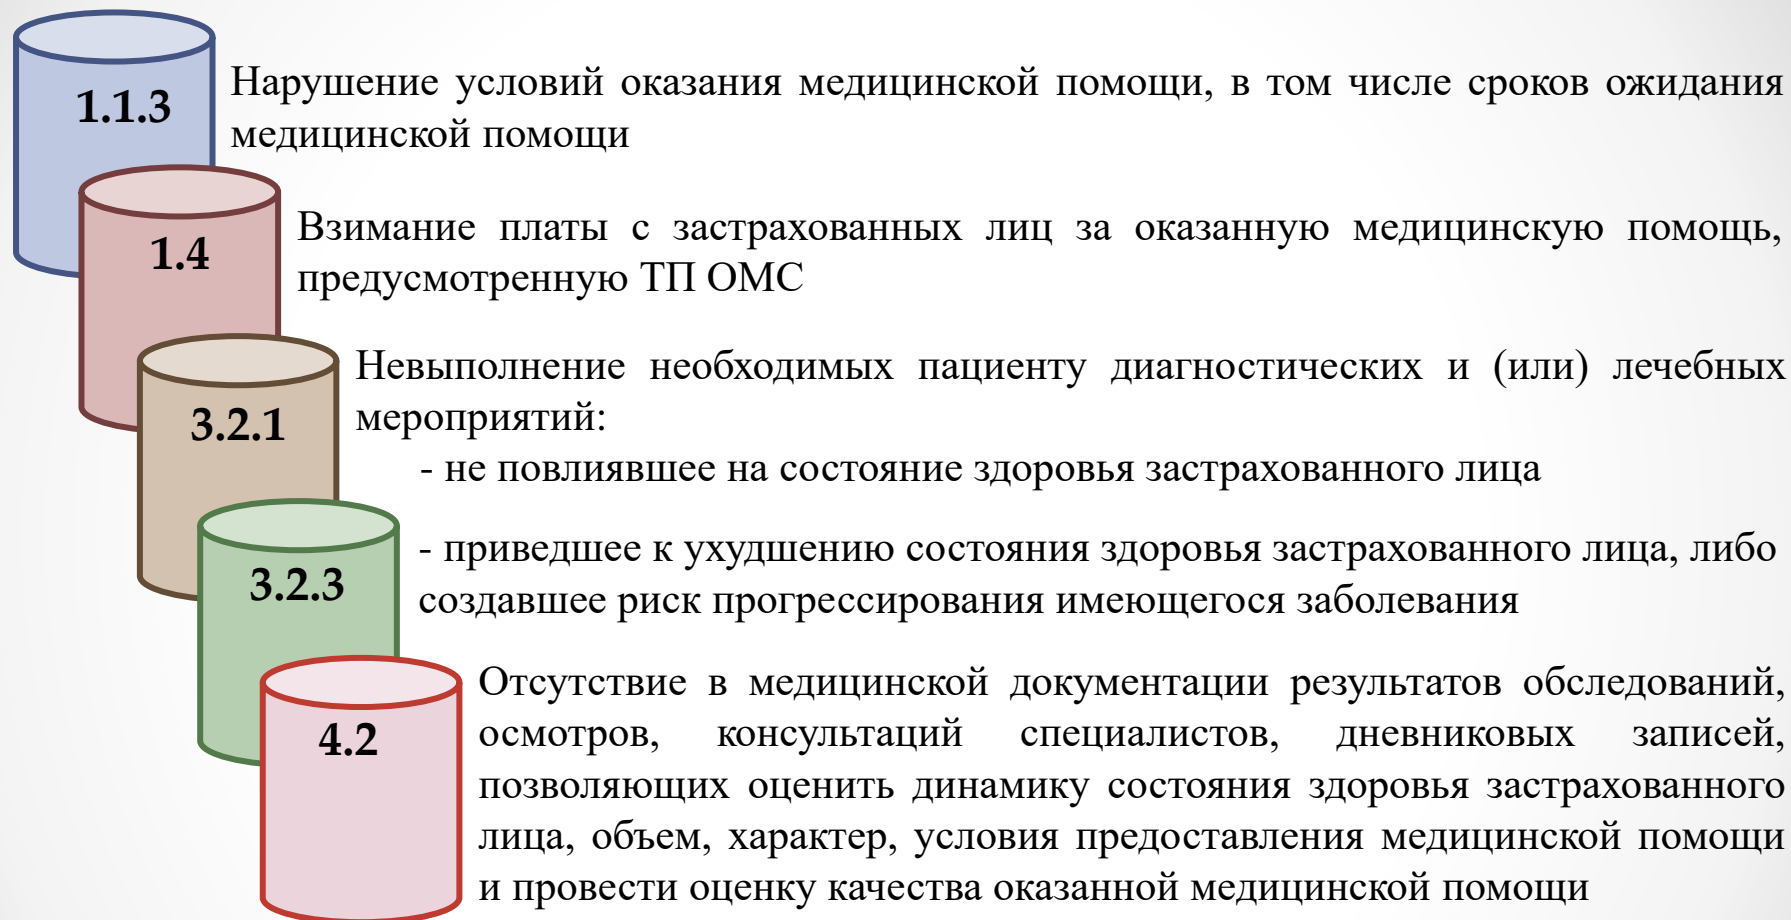 1.1.3
Нарушение условий оказания медицинской помощи, в том числе сроков ожидания
медицинской помощи
1.4
Взимание платы с застрахованных лиц за оказанную медицинскую помощь,
предусмотренную ТП ОМС
3.2.1
Невыполнение необходимых пациенту диагностических и (или) лечебных
мероприятий:
- не повлиявшее на состояние здоровья застрахованного лица
3.2.3
- приведшее к ухудшению состояния здоровья застрахованного лица, либо
создавшее риск прогрессирования имеющегося заболевания
4.2
Отсутствие в медицинской документации результатов обследований,
осмотров, консультаций специалистов, дневниковых записей,
позволяющих оценить динамику состояния здоровья застрахованного
лица, объем, характер, условия предоставления медицинской помощи
и провести оценку качества оказанной медицинской помощи